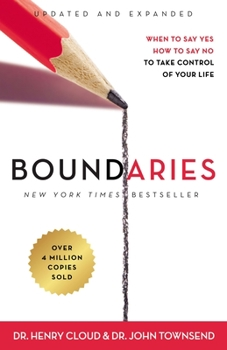 UPDATED and EXPANDED
WHEN TO SAY YES
HOW TO SAY NO
TO TAKE CONTROL
OF YOUR LIFE
BOUNDARIES
NEW YORK TIMES BESTSELLER
OVER
4 MILLION
COPIES
SOLD
DR. HENRY CLOUD & DR. JOHN TOWNSEND